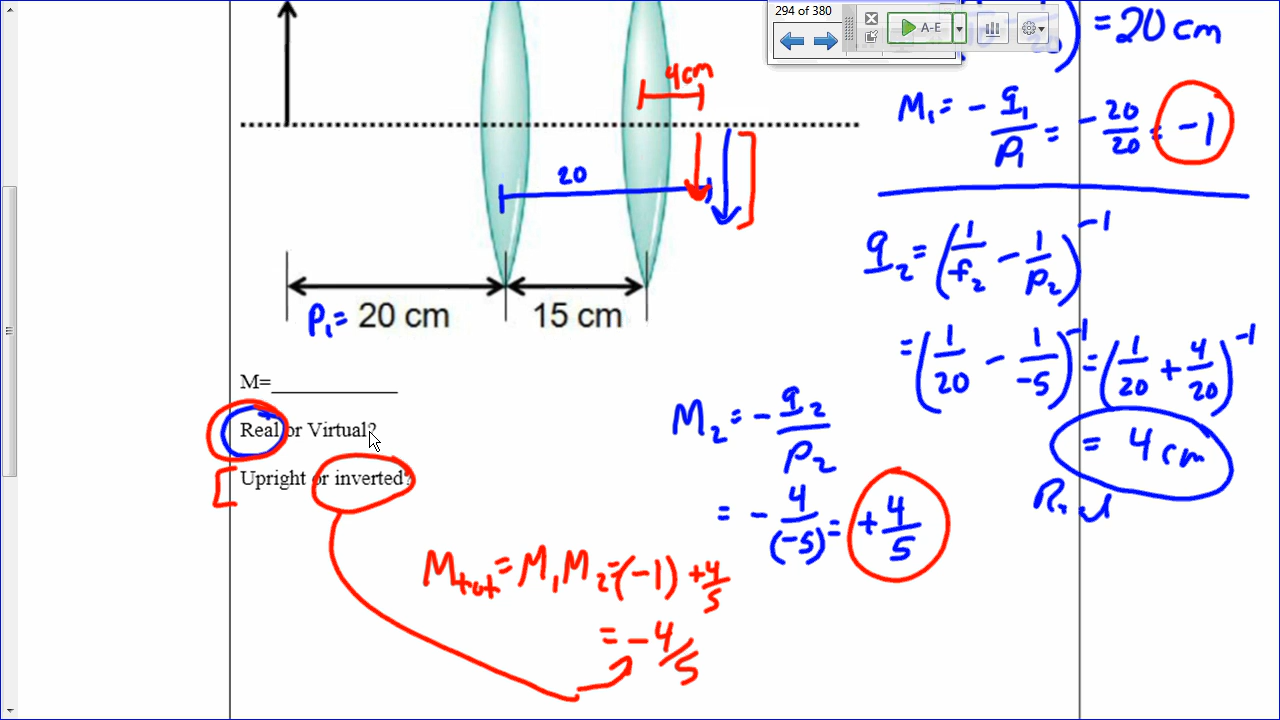 294 of 380
A-E
= 20 cm
4cm
M₁ = - q₁/p₁ = - 20/20 = -1
20
q₂ = (1/f₂ - 1/p₂)⁻¹
P₁ = 20 cm
15 cm
= (1/20 - 1/-5)⁻¹ = (1/20 + 4/20)⁻¹
M=
= 4 cm
Real or Virtual?
M₂ = - q₂/p₂
Upright or inverted?
= - 4/(-5) = + 4/5
Mtot = M₁M₂ = (-1) +4/5
= -4/5